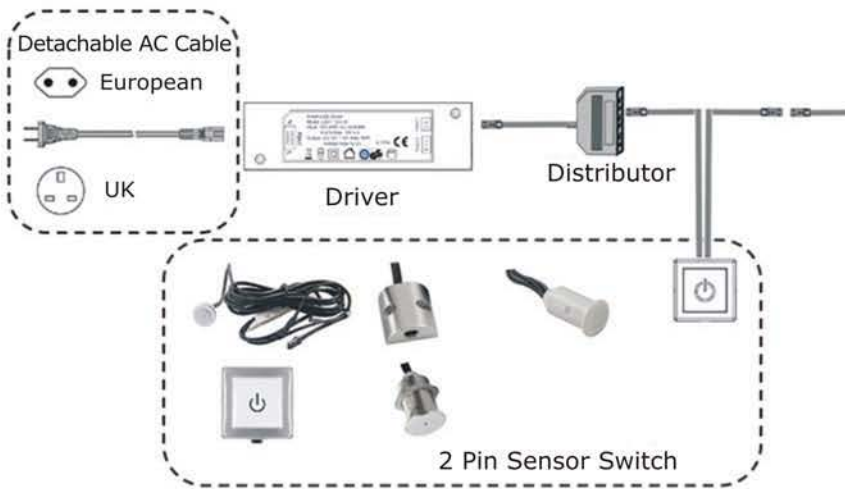 Detachable AC Cable
European
UK
Driver
Distributor
2 Pin Sensor Switch